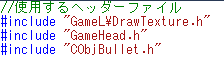 //使用するヘッダーファイル
#include "GameL¥DrawTexture.h"
#include "GameHead.h"
#include "CObjBullet.h"